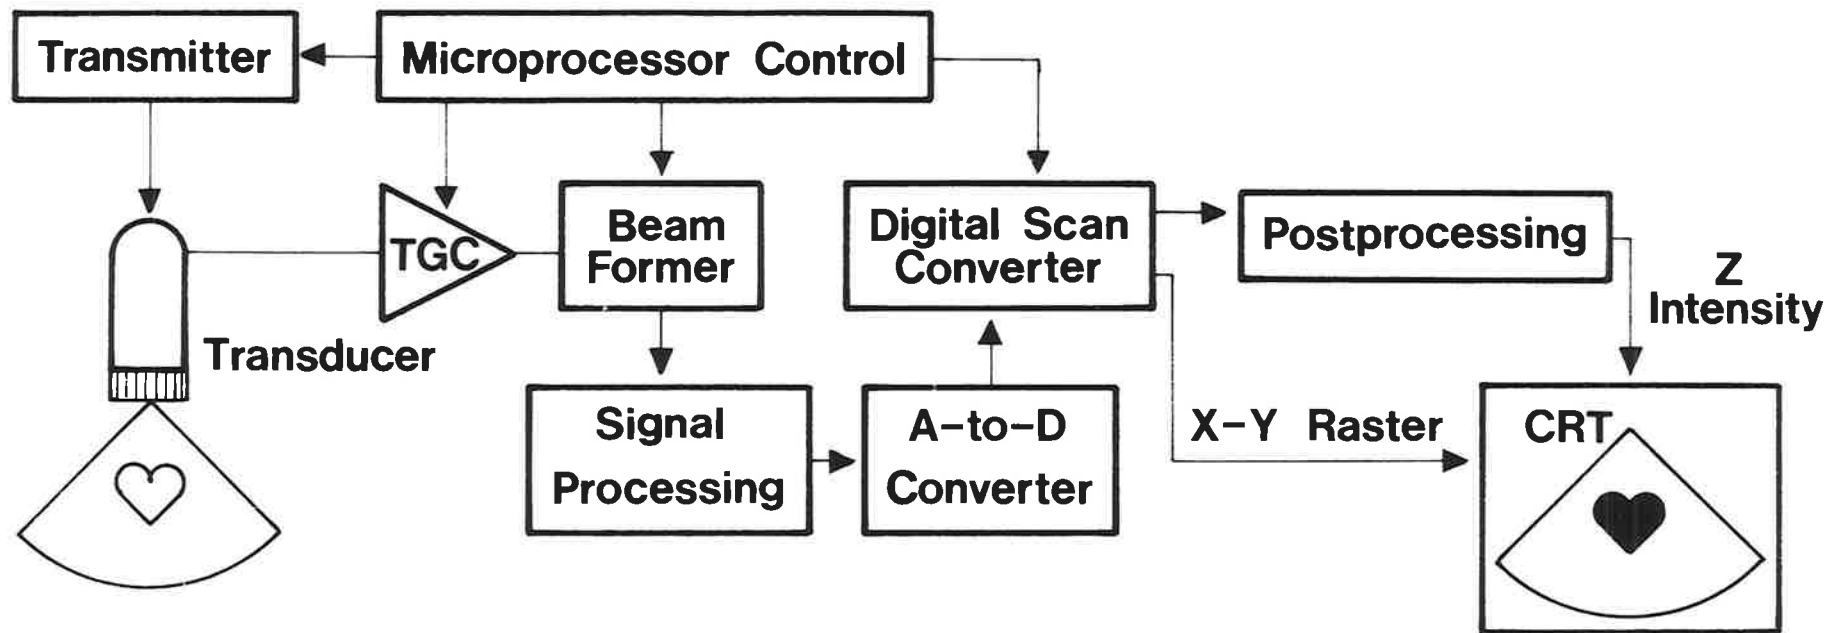 Transmitter
Microprocessor Control
TGC
Beam
Former
Digital Scan
Converter
Postprocessing
Z
Intensity
Transducer
Signal
Processing
A-to-D
Converter
X-Y Raster
CRT